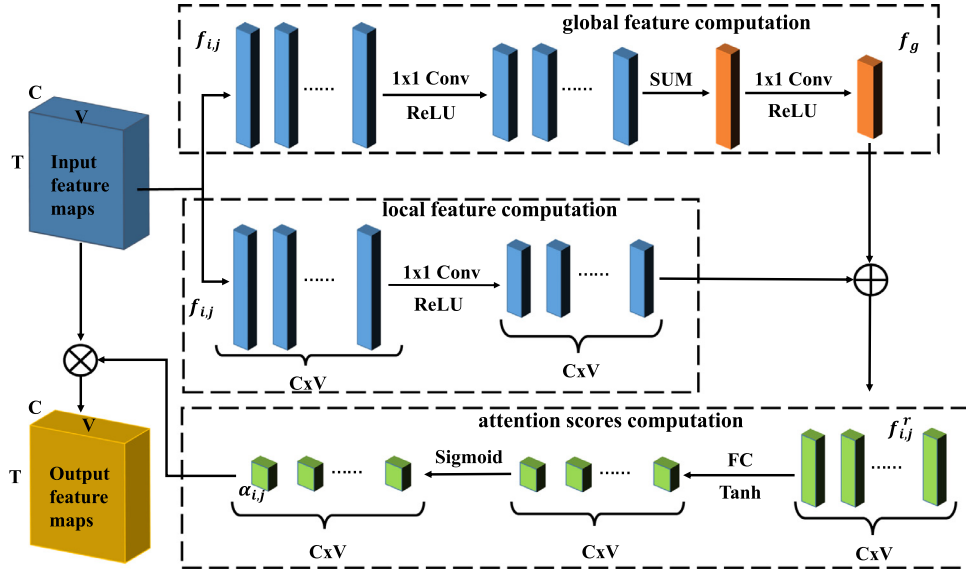 global feature computation
f_{i,j}
f_g
1x1 Conv
ReLU
SUM
1x1 Conv
ReLU
......
......
C
V
T
Input
feature
maps
local feature computation
f_{i,j}
......
1x1 Conv
ReLU
......
CxV
CxV
attention scores computation
C
V
T
Output
feature
maps
α_{i,j}
......
Sigmoid
......
FC
Tanh
f^r_{i,j}
......
CxV
CxV
CxV